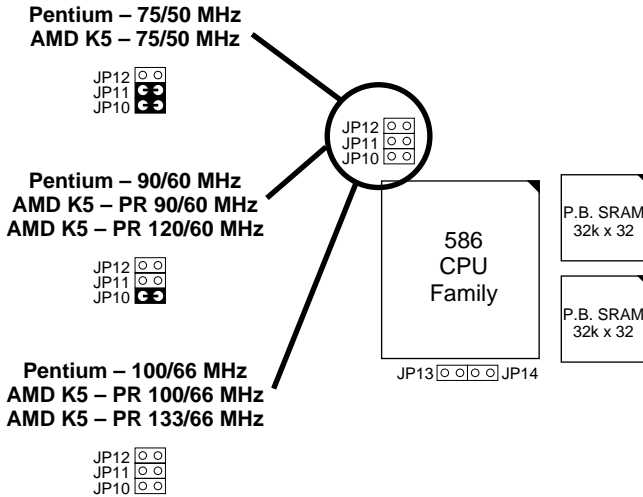 Pentium – 75/50 MHz
AMD K5 – 75/50 MHz
JP12
JP11
JP10
JP12
JP11
JP10
Pentium – 90/60 MHz
AMD K5 – PR 90/60 MHz
AMD K5 – PR 120/60 MHz
JP12
JP11
JP10
586
CPU
Family
P.B. SRAM
32k x 32
P.B. SRAM
32k x 32
JP13 JP14
Pentium – 100/66 MHz
AMD K5 – PR 100/66 MHz
AMD K5 – PR 133/66 MHz
JP12
JP11
JP10